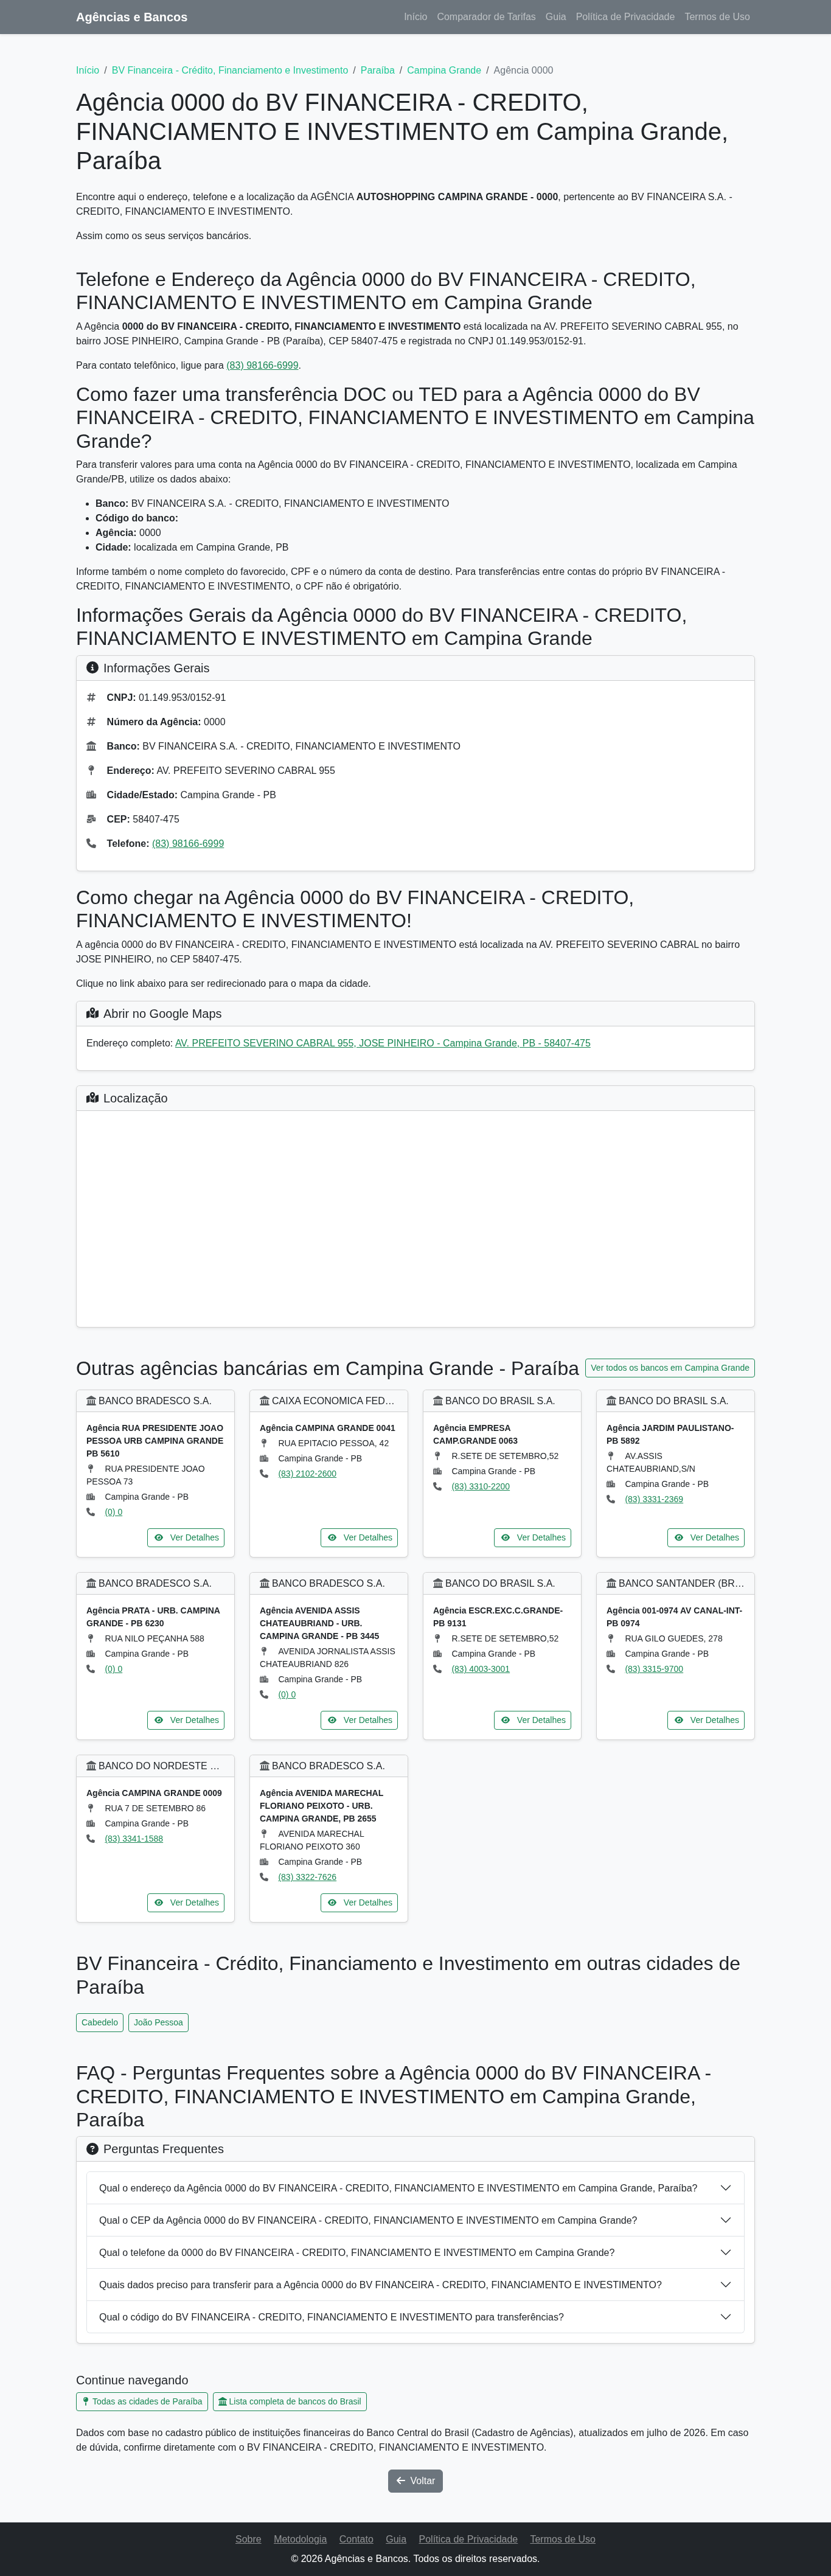 Agências e Bancos
Início Comparador de Tarifas Guia Política de Privacidade Termos de Uso
Início / BV Financeira - Crédito, Financiamento e Investimento / Paraíba / Campina Grande / Agência 0000
Agência 0000 do BV FINANCEIRA - CREDITO,
FINANCIAMENTO E INVESTIMENTO em Campina Grande,
Paraíba
Encontre aqui o endereço, telefone e a localização da AGÊNCIA AUTOSHOPPING CAMPINA GRANDE - 0000, pertencente ao BV FINANCEIRA S.A. -
CREDITO, FINANCIAMENTO E INVESTIMENTO.
Assim como os seus serviços bancários.
Telefone e Endereço da Agência 0000 do BV FINANCEIRA - CREDITO,
FINANCIAMENTO E INVESTIMENTO em Campina Grande
A Agência 0000 do BV FINANCEIRA - CREDITO, FINANCIAMENTO E INVESTIMENTO está localizada na AV. PREFEITO SEVERINO CABRAL 955, no
bairro JOSE PINHEIRO, Campina Grande - PB (Paraíba), CEP 58407-475 e registrada no CNPJ 01.149.953/0152-91.
Para contato telefônico, ligue para (83) 98166-6999.
Como fazer uma transferência DOC ou TED para a Agência 0000 do BV
FINANCEIRA - CREDITO, FINANCIAMENTO E INVESTIMENTO em Campina
Grande?
Para transferir valores para uma conta na Agência 0000 do BV FINANCEIRA - CREDITO, FINANCIAMENTO E INVESTIMENTO, localizada em Campina
Grande/PB, utilize os dados abaixo:
• Banco: BV FINANCEIRA S.A. - CREDITO, FINANCIAMENTO E INVESTIMENTO
• Código do banco:
• Agência: 0000
• Cidade: localizada em Campina Grande, PB
Informe também o nome completo do favorecido, CPF e o número da conta de destino. Para transferências entre contas do próprio BV FINANCEIRA -
CREDITO, FINANCIAMENTO E INVESTIMENTO, o CPF não é obrigatório.
Informações Gerais da Agência 0000 do BV FINANCEIRA - CREDITO,
FINANCIAMENTO E INVESTIMENTO em Campina Grande
Informações Gerais
CNPJ: 01.149.953/0152-91
Número da Agência: 0000
Banco: BV FINANCEIRA S.A. - CREDITO, FINANCIAMENTO E INVESTIMENTO
Endereço: AV. PREFEITO SEVERINO CABRAL 955
Cidade/Estado: Campina Grande - PB
CEP: 58407-475
Telefone: (83) 98166-6999
Como chegar na Agência 0000 do BV FINANCEIRA - CREDITO,
FINANCIAMENTO E INVESTIMENTO!
A agência 0000 do BV FINANCEIRA - CREDITO, FINANCIAMENTO E INVESTIMENTO está localizada na AV. PREFEITO SEVERINO CABRAL no bairro
JOSE PINHEIRO, no CEP 58407-475.
Clique no link abaixo para ser redirecionado para o mapa da cidade.
Abrir no Google Maps
Endereço completo: AV. PREFEITO SEVERINO CABRAL 955, JOSE PINHEIRO - Campina Grande, PB - 58407-475
Localização
Outras agências bancárias em Campina Grande - Paraíba
Ver todos os bancos em Campina Grande
BANCO BRADESCO S.A.
Agência RUA PRESIDENTE JOAO
PESSOA URB CAMPINA GRANDE
PB 5610
RUA PRESIDENTE JOAO
PESSOA 73
Campina Grande - PB
(0) 0
Ver Detalhes
CAIXA ECONOMICA FED...
Agência CAMPINA GRANDE 0041
RUA EPITACIO PESSOA, 42
Campina Grande - PB
(83) 2102-2600
Ver Detalhes
BANCO DO BRASIL S.A.
Agência EMPRESA
CAMP.GRANDE 0063
R.SETE DE SETEMBRO,52
Campina Grande - PB
(83) 3310-2200
Ver Detalhes
BANCO DO BRASIL S.A.
Agência JARDIM PAULISTANO-
PB 5892
AV.ASSIS
CHATEAUBRIAND,S/N
Campina Grande - PB
(83) 3331-2369
Ver Detalhes
BANCO BRADESCO S.A.
Agência PRATA - URB. CAMPINA
GRANDE - PB 6230
RUA NILO PEÇANHA 588
Campina Grande - PB
(0) 0
Ver Detalhes
BANCO BRADESCO S.A.
Agência AVENIDA ASSIS
CHATEAUBRIAND - URB.
CAMPINA GRANDE - PB 3445
AVENIDA JORNALISTA ASSIS
CHATEAUBRIAND 826
Campina Grande - PB
(0) 0
Ver Detalhes
BANCO DO BRASIL S.A.
Agência ESCR.EXC.C.GRANDE-
PB 9131
R.SETE DE SETEMBRO,52
Campina Grande - PB
(83) 4003-3001
Ver Detalhes
BANCO SANTANDER (BR...
Agência 001-0974 AV CANAL-INT-
PB 0974
RUA GILO GUEDES, 278
Campina Grande - PB
(83) 3315-9700
Ver Detalhes
BANCO DO NORDESTE ...
Agência CAMPINA GRANDE 0009
RUA 7 DE SETEMBRO 86
Campina Grande - PB
(83) 3341-1588
Ver Detalhes
BANCO BRADESCO S.A.
Agência AVENIDA MARECHAL
FLORIANO PEIXOTO - URB.
CAMPINA GRANDE, PB 2655
AVENIDA MARECHAL
FLORIANO PEIXOTO 360
Campina Grande - PB
(83) 3322-7626
Ver Detalhes
BV Financeira - Crédito, Financiamento e Investimento em outras cidades de
Paraíba
Cabedelo João Pessoa
FAQ - Perguntas Frequentes sobre a Agência 0000 do BV FINANCEIRA -
CREDITO, FINANCIAMENTO E INVESTIMENTO em Campina Grande,
Paraíba
Perguntas Frequentes
Qual o endereço da Agência 0000 do BV FINANCEIRA - CREDITO, FINANCIAMENTO E INVESTIMENTO em Campina Grande, Paraíba?
Qual o CEP da Agência 0000 do BV FINANCEIRA - CREDITO, FINANCIAMENTO E INVESTIMENTO em Campina Grande?
Qual o telefone da 0000 do BV FINANCEIRA - CREDITO, FINANCIAMENTO E INVESTIMENTO em Campina Grande?
Quais dados preciso para transferir para a Agência 0000 do BV FINANCEIRA - CREDITO, FINANCIAMENTO E INVESTIMENTO?
Qual o código do BV FINANCEIRA - CREDITO, FINANCIAMENTO E INVESTIMENTO para transferências?
Continue navegando
Todas as cidades de Paraíba Lista completa de bancos do Brasil
Dados com base no cadastro público de instituições financeiras do Banco Central do Brasil (Cadastro de Agências), atualizados em julho de 2026. Em caso
de dúvida, confirme diretamente com o BV FINANCEIRA - CREDITO, FINANCIAMENTO E INVESTIMENTO.
Voltar
Sobre Metodologia Contato Guia Política de Privacidade Termos de Uso
© 2026 Agências e Bancos. Todos os direitos reservados.